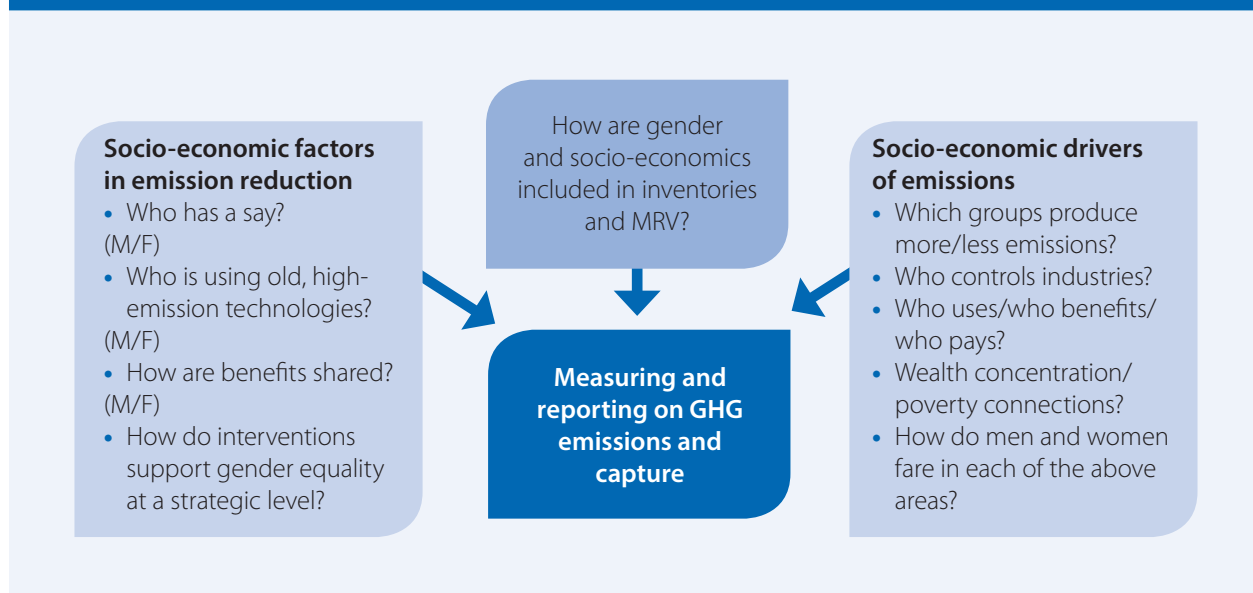 Socio-economic factors
in emission reduction
• Who has a say?
(M/F)
• Who is using old, high-
emission technologies?
(M/F)
• How are benefits shared?
(M/F)
• How do interventions
support gender equality
at a strategic level?
How are gender
and socio-economics
included in inventories
and MRV?
Measuring and
reporting on GHG
emissions and
capture
Socio-economic drivers
of emissions
• Which groups produce
more/less emissions?
• Who controls industries?
• Who uses/who benefits/
who pays?
• Wealth concentration/
poverty connections?
• How do men and women
fare in each of the above
areas?